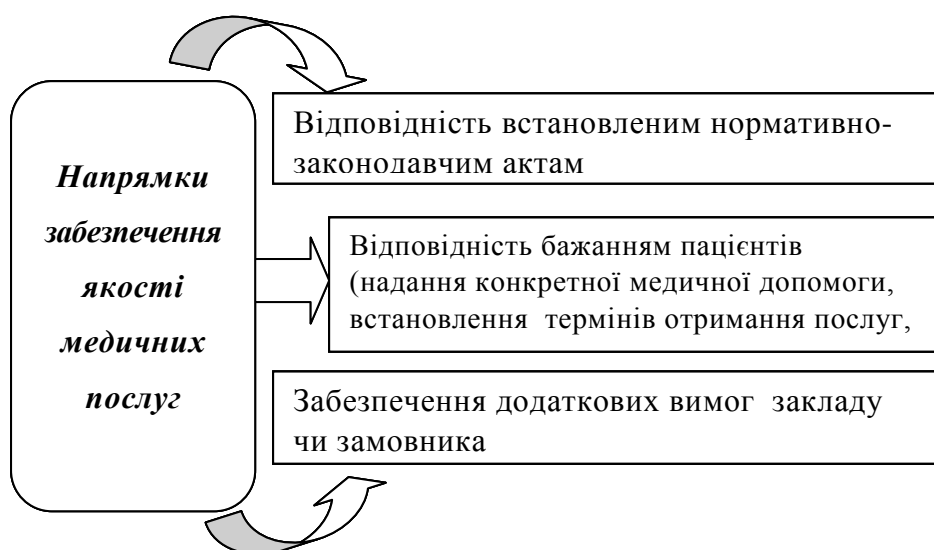 Напрямки
забезпечення
якості
медичних
послуг
Відповідність встановленим нормативно-
законодавчим актам
Відповідність бажанням пацієнтів
(надання конкретної медичної допомоги,
встановлення термінів отримання послуг,
Забезпечення додаткових вимог закладу
чи замовника